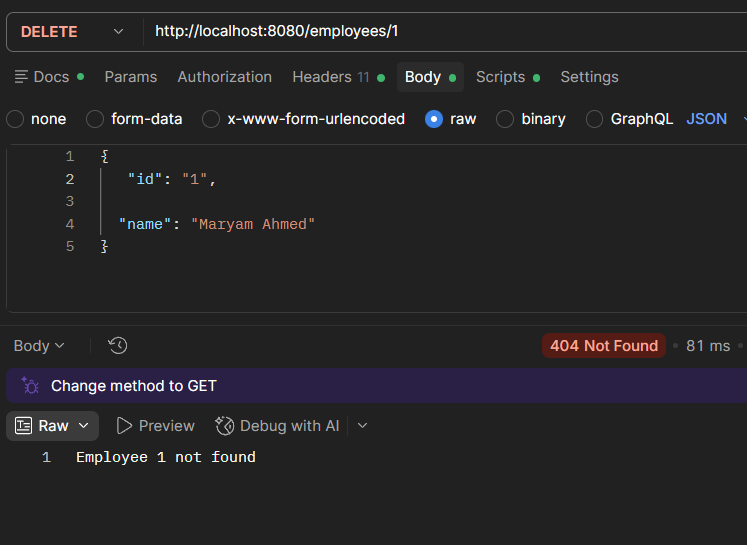 DELETE http://localhost:8080/employees/1
Docs Params Authorization Headers 11 Body Scripts Settings
none form-data x-www-form-urlencoded raw binary GraphQL JSON
1 {
2 "id": "1",
3
4 "name": "Maryam Ahmed"
5 }
Body 404 Not Found 81 ms
Change method to GET
Raw Preview Debug with AI
1 Employee 1 not found